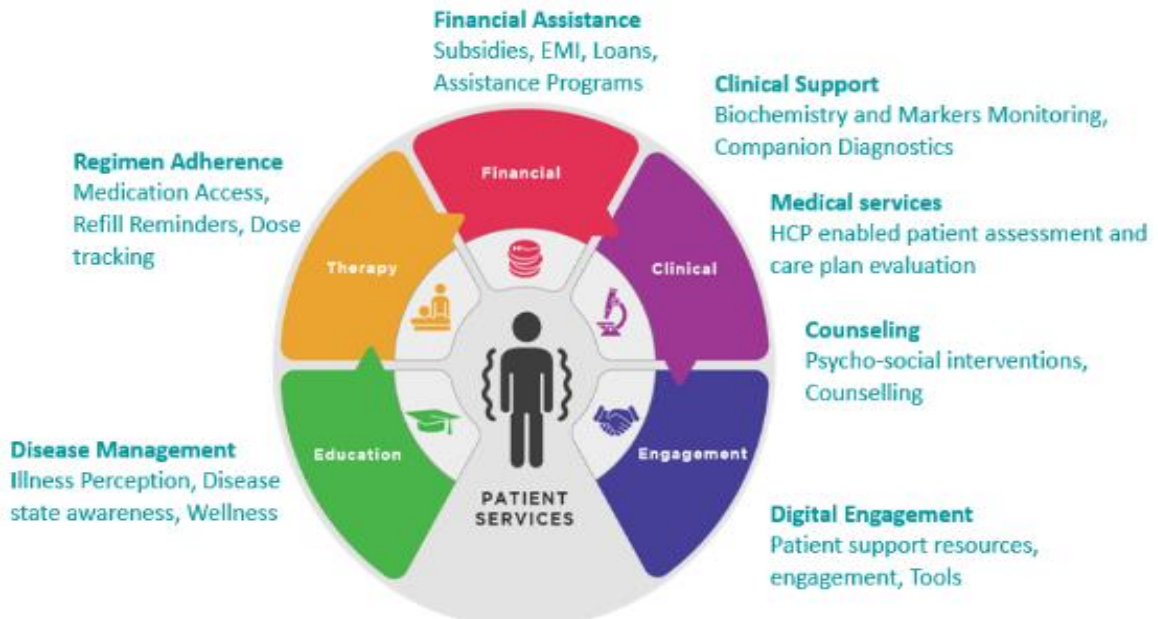 Financial Assistance
Subsidies, EMI, Loans,
Assistance Programs
Clinical Support
Biochemistry and Markers Monitoring,
Companion Diagnostics
Regimen Adherence
Medication Access,
Refill Reminders, Dose
tracking
Financial
Medical services
HCP enabled patient assessment and
care plan evaluation
Therapy
Clinical
Counseling
Psycho-social interventions,
Counselling
Disease Management
Illness Perception, Disease
state awareness, Wellness
Education
Engagement
PATIENT
SERVICES
Digital Engagement
Patient support resources,
engagement, Tools